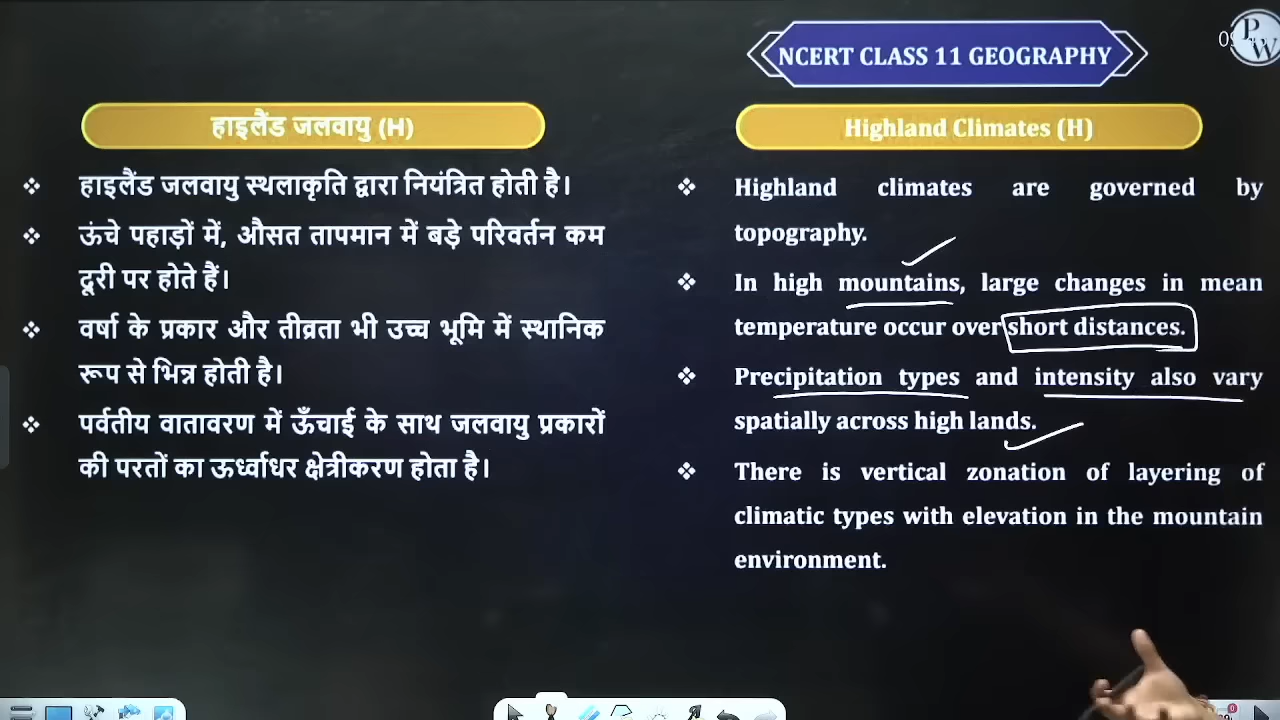 NCERT CLASS 11 GEOGRAPHY
PW
हाइलैंड जलवायु (H)
❖ हाइलैंड जलवायु स्थलाकृति द्वारा नियंत्रित होती है।
❖ ऊंचे पहाड़ों में, औसत तापमान में बड़े परिवर्तन कम
दूरी पर होते हैं।
❖ वर्षा के प्रकार और तीव्रता भी उच्च भूमि में स्थानिक
रूप से भिन्न होती है।
❖ पर्वतीय वातावरण में ऊँचाई के साथ जलवायु प्रकारों
की परतों का ऊर्ध्वाधर क्षेत्रीकरण होता है।
Highland Climates (H)
❖ Highland climates are governed by
topography.
❖ In high mountains, large changes in mean
temperature occur over short distances.
❖ Precipitation types and intensity also vary
spatially across high lands.
❖ There is vertical zonation of layering of
climatic types with elevation in the mountain
environment.